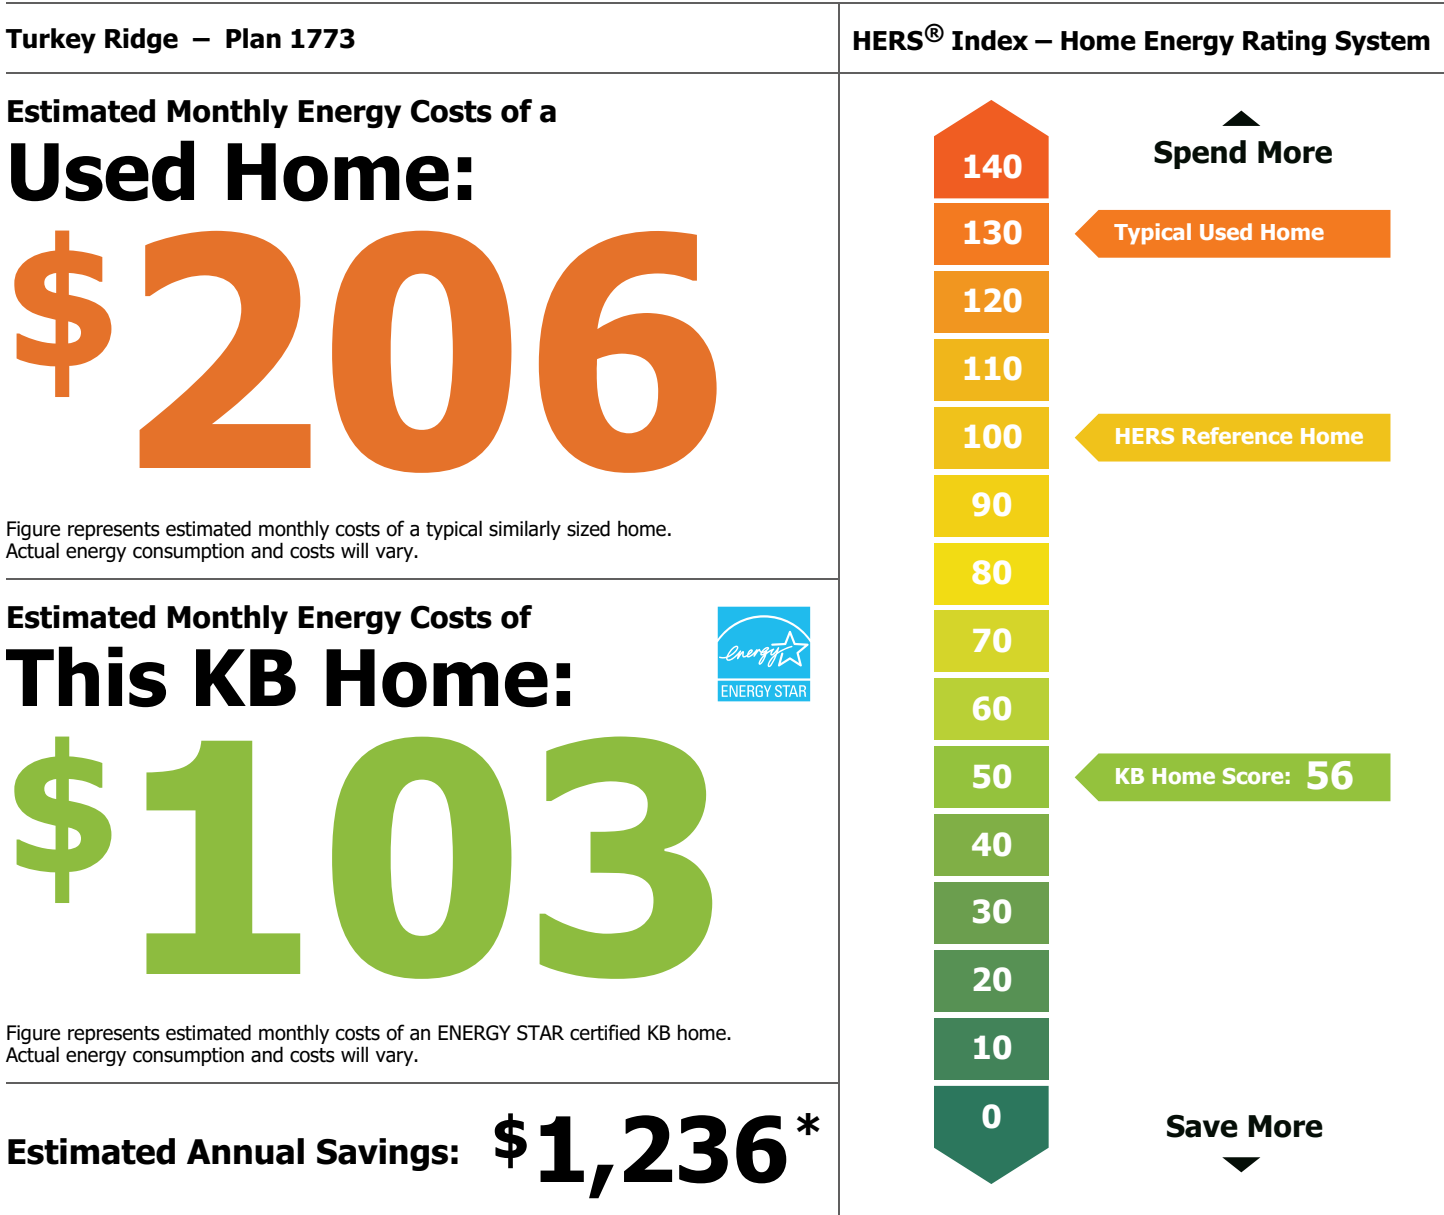 Turkey Ridge – Plan 1773
Estimated Monthly Energy Costs of a
Used Home:
$206
Figure represents estimated monthly costs of a typical similarly sized home.
Actual energy consumption and costs will vary.
Estimated Monthly Energy Costs of
This KB Home:
energy
ENERGY STAR
$103
Figure represents estimated monthly costs of an ENERGY STAR certified KB home.
Actual energy consumption and costs will vary.
Estimated Annual Savings: $1,236*
HERS® Index – Home Energy Rating System
Spend More
140
130 Typical Used Home
120
110
100 HERS Reference Home
90
80
70
60
50 KB Home Score: 56
40
30
20
10
0
Save More